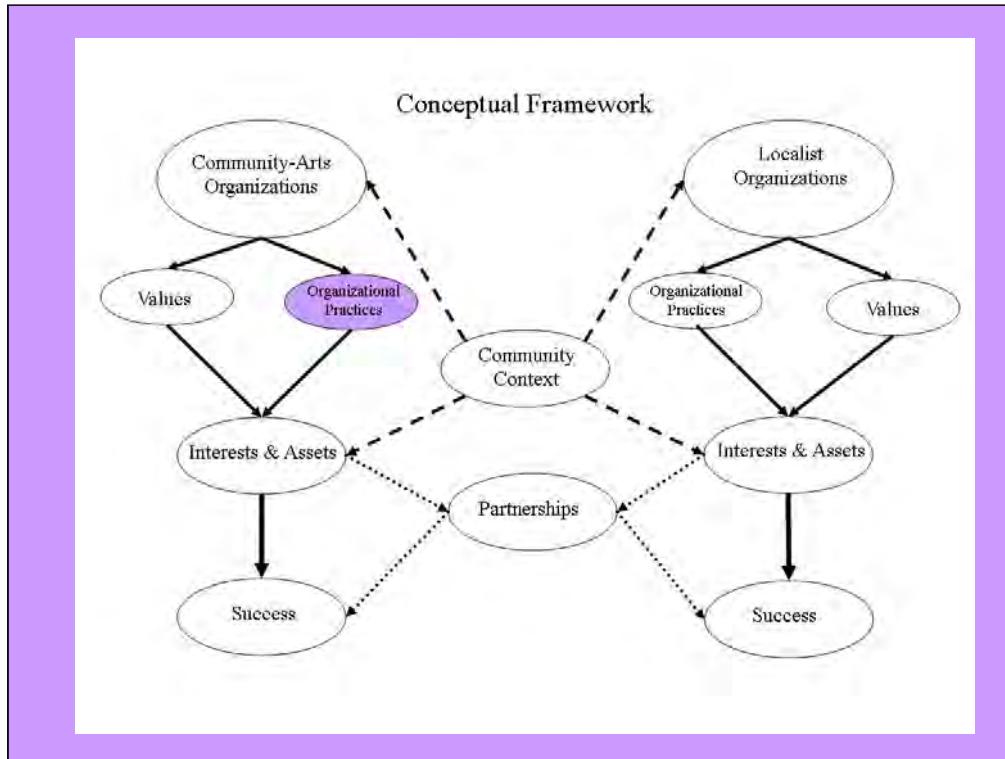 Conceptual Framework
Community-Arts
Organizations
Localist
Organizations
Values
Organizational
Practices
Organizational
Practices
Values
Community
Context
Interests & Assets
Interests & Assets
Partnerships
Success
Success